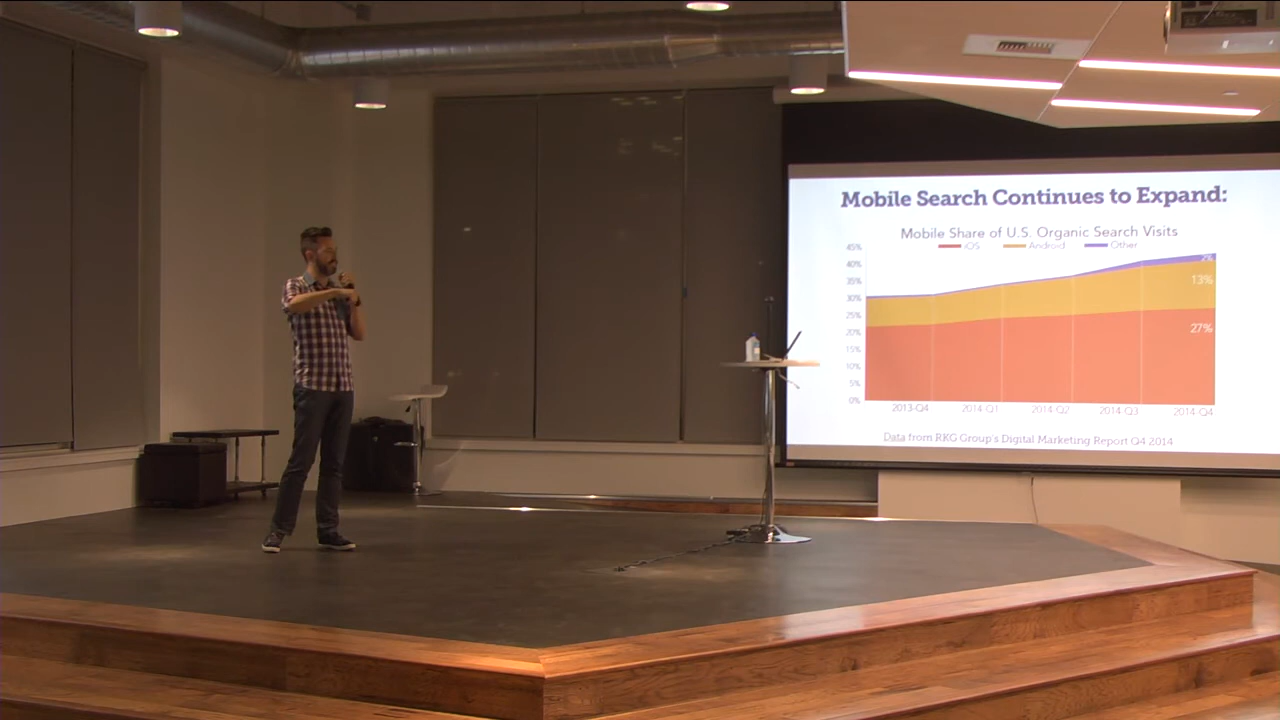 Mobile Search Continues to Expand:
Mobile Share of U.S. Organic Search Visits
iOS Android Other
45%
40%
35%
30%
25%
20%
15%
10%
5%
0%
2%
13%
27%
2013-Q4 2014-Q1 2014-Q2 2014-Q3 2014-Q4
Data from RKG Group's Digital Marketing Report Q4 2014